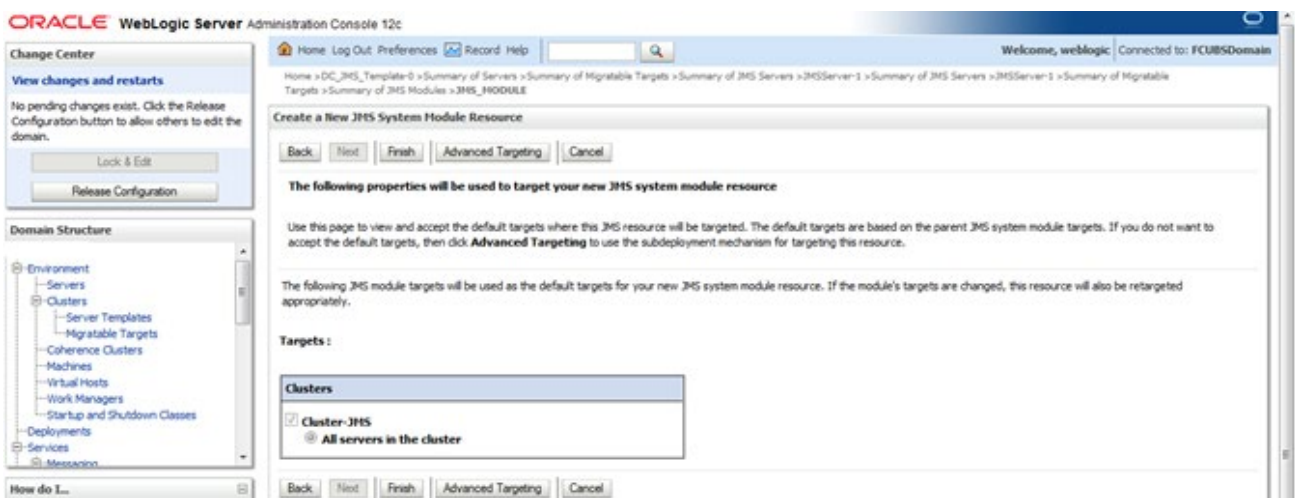 ORACLE WebLogic Server Administration Console 12c
Change Center
View changes and restarts
No pending changes exist. Click the Release
Configuration button to allow others to edit the
domain.
Lock & Edit
Release Configuration
Domain Structure
Environment
Servers
Clusters
Server Templates
Migratable Targets
Coherence Clusters
Machines
Virtual Hosts
Work Managers
Startup and Shutdown Classes
Deployments
Services
Messaging
How do I...
Home Log Out Preferences Record Help
Welcome, weblogic Connected to: FCUBSDomain
Home >DC_JMS_Template-0 >Summary of Servers >Summary of Migratable Targets >Summary of JMS Servers >JMSServer-1 >Summary of JMS Servers >JMSServer-1 >Summary of Migratable
Targets >Summary of JMS Modules >JMS_MODULE
Create a New JMS System Module Resource
Back Next Finish Advanced Targeting Cancel
The following properties will be used to target your new JMS system module resource
Use this page to view and accept the default targets where this JMS resource will be targeted. The default targets are based on the parent JMS system module targets. If you do not want to
accept the default targets, then click Advanced Targeting to use the subdeployment mechanism for targeting this resource.
The following JMS module targets will be used as the default targets for your new JMS system module resource. If the module's targets are changed, this resource will also be retargeted
appropriately.
Targets :
Clusters
Cluster-JMS
All servers in the cluster
Back Next Finish Advanced Targeting Cancel